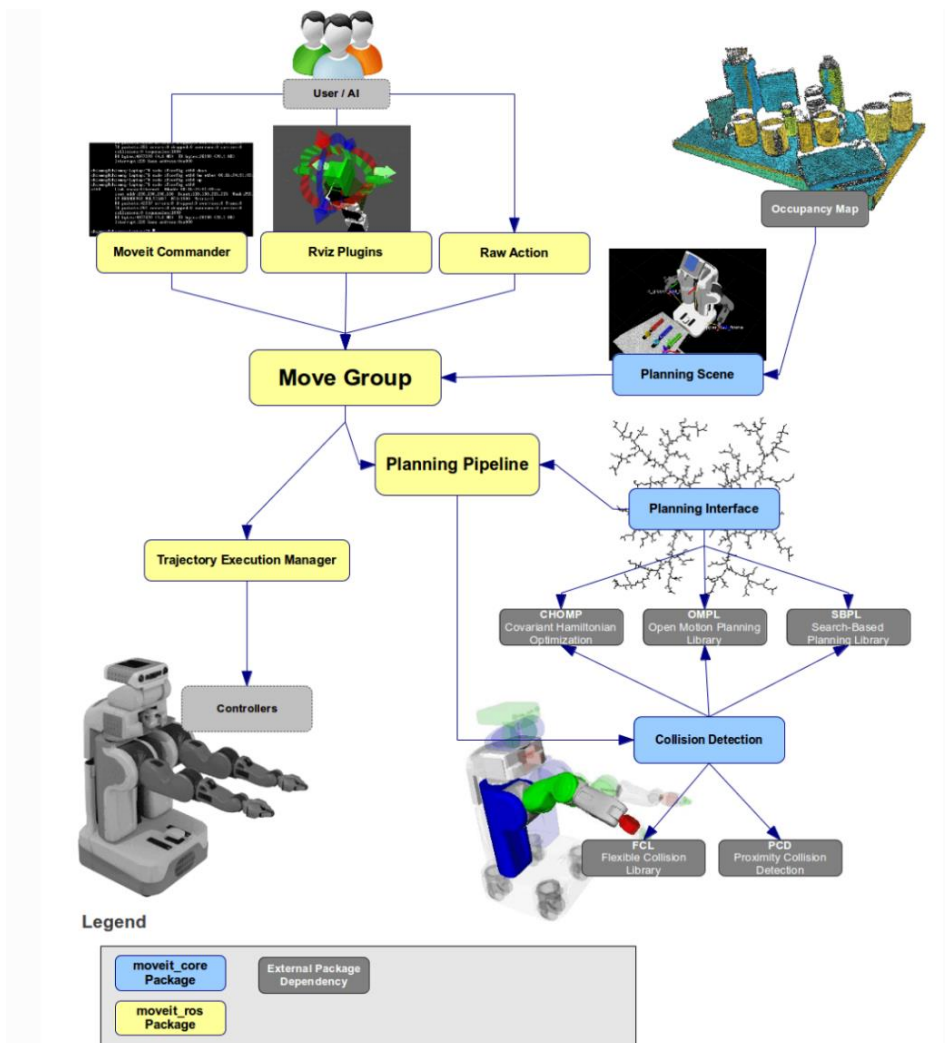 User / AI
Moveit Commander
Rviz Plugins
Raw Action
Occupancy Map
Move Group
Planning Scene
Planning Pipeline
Planning Interface
Trajectory Execution Manager
CHOMP
Covariant Hamiltonian
Optimization
OMPL
Open Motion Planning
Library
SBPL
Search-Based
Planning Library
Controllers
Collision Detection
FCL
Flexible Collision
Library
PCD
Proximity Collision
Detection
Legend
moveit_core
Package
External Package
Dependency
moveit_ros
Package